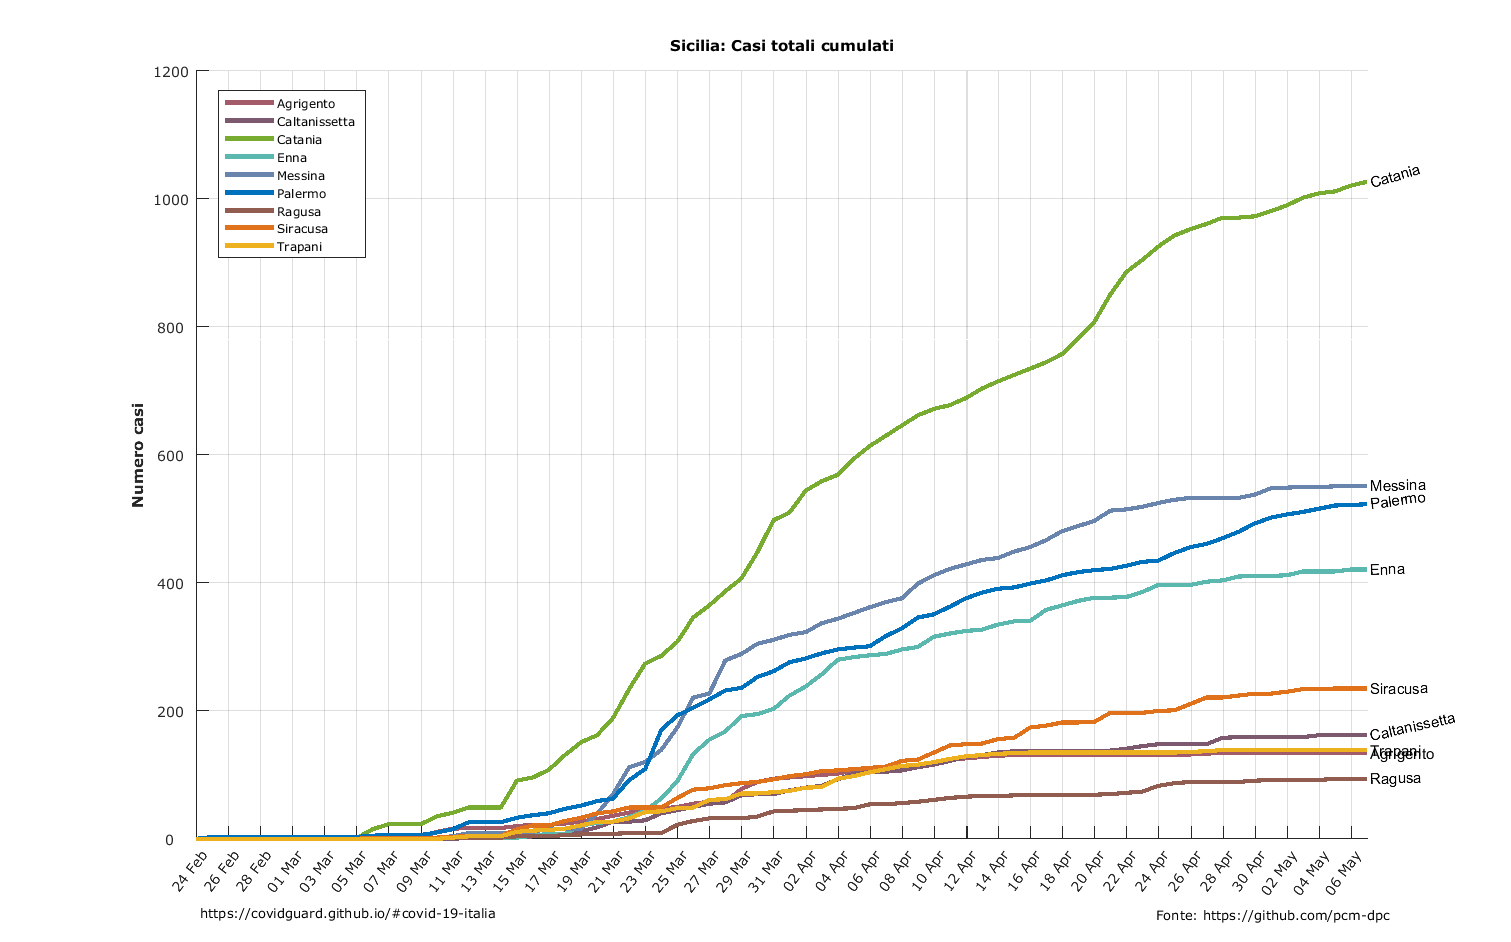 Sicilia: Casi totali cumulati
Numero casi
1200
1000
800
600
400
200
0
Agrigento
Caltanissetta
Catania
Enna
Messina
Palermo
Ragusa
Siracusa
Trapani
Catania
Messina
Palermo
Enna
Siracusa
Caltanissetta
Trapani
Agrigento
Ragusa
24 Feb
26 Feb
28 Feb
01 Mar
03 Mar
05 Mar
07 Mar
09 Mar
11 Mar
13 Mar
15 Mar
17 Mar
19 Mar
21 Mar
23 Mar
25 Mar
27 Mar
29 Mar
31 Mar
02 Apr
04 Apr
06 Apr
08 Apr
10 Apr
12 Apr
14 Apr
16 Apr
18 Apr
20 Apr
22 Apr
24 Apr
26 Apr
28 Apr
30 Apr
02 May
04 May
06 May
https://covidguard.github.io/#covid-19-italia
Fonte: https://github.com/pcm-dpc